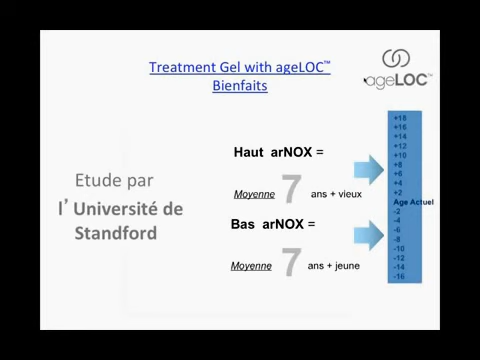 Treatment Gel with ageLOC™
Bienfaits
ageLOC™
Etude par
l’Université de
Standford
Haut arNOX =
Moyenne 7 ans + vieux
Bas arNOX =
Moyenne 7 ans + jeune
+18
+16
+14
+12
+10
+8
+6
+4
+2
Age Actuel
-2
-4
-6
-8
-10
-12
-14
-16